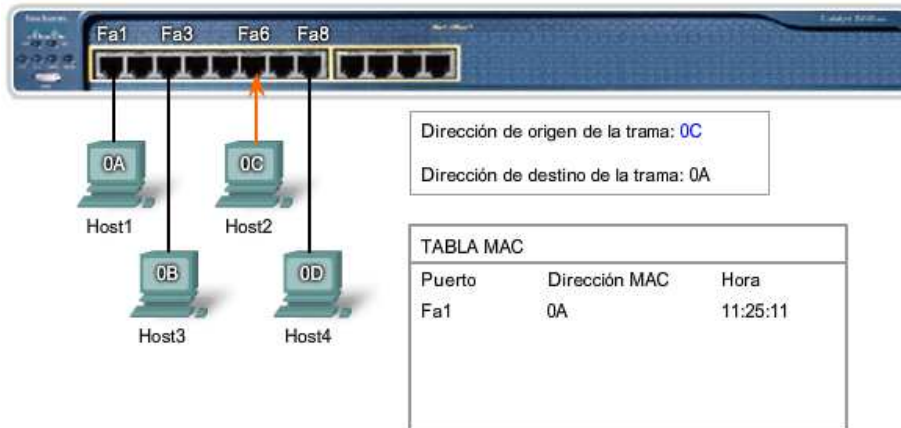 Fa1 Fa3 Fa6 Fa8
0A 0C
Host1 Host2
0B 0D
Host3 Host4
Dirección de origen de la trama: 0C
Dirección de destino de la trama: 0A
TABLA MAC
Puerto Dirección MAC Hora
Fa1 0A 11:25:11